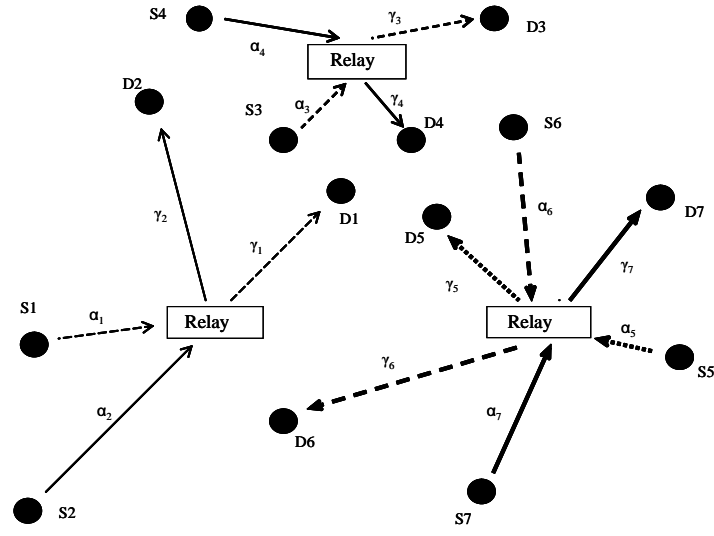 S4
γ₃
D3
α₄
Relay
D2
S3
α₃
γ₄
D4
S6
D1
α₆
D7
γ₂
γ₁
D5
γ₇
γ₅
S1
α₁
Relay
Relay
α₅
S5
γ₆
α₂
α₇
D6
S2
S7